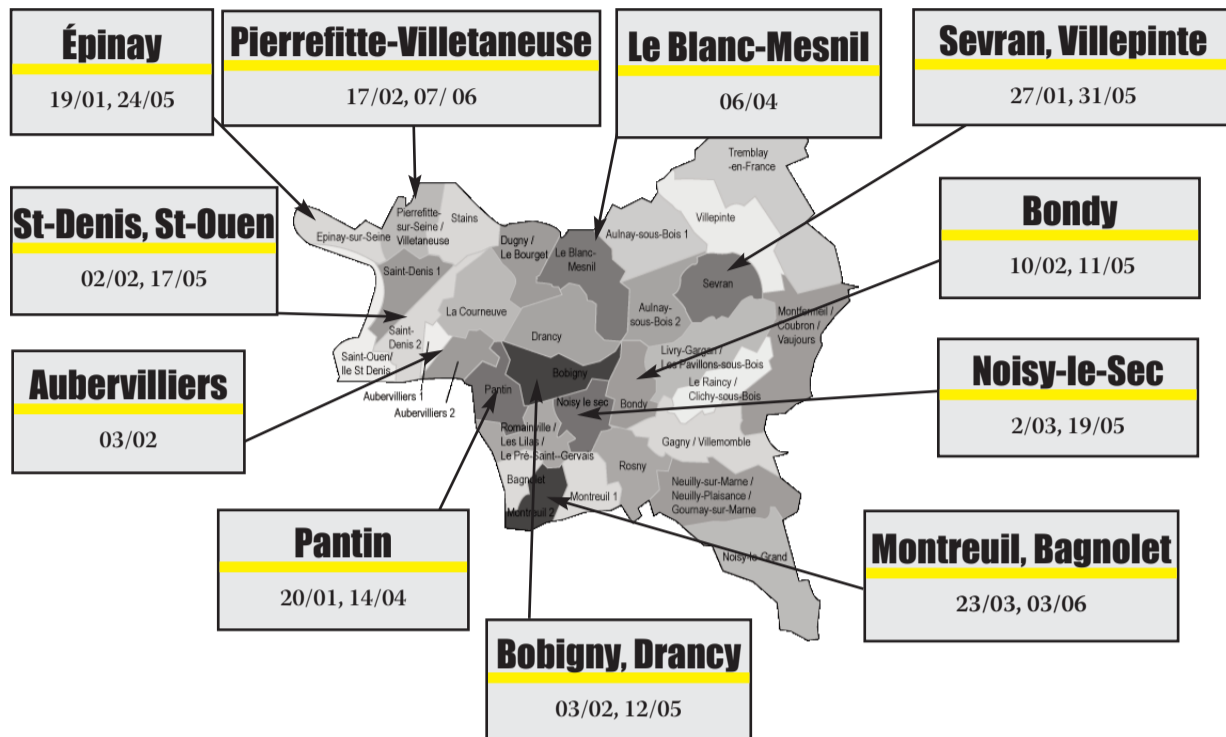 Épinay
19/01, 24/05
Pierrefitte-Villetaneuse
17/02, 07/ 06
Le Blanc-Mesnil
06/04
Sevran, Villepinte
27/01, 31/05
St-Denis, St-Ouen
02/02, 17/05
Bondy
10/02, 11/05
Aubervilliers
03/02
Noisy-le-Sec
2/03, 19/05
Pantin
20/01, 14/04
Montreuil, Bagnolet
23/03, 03/06
Bobigny, Drancy
03/02, 12/05
Tremblay
-en-France
Villepinte
Aulnay-sous-Bois 1
Epinay-sur-Seine
Pierrefitte-
sur-Seine /
Villetaneuse
Stains
Dugny /
Le Bourget
Le Blanc-
Mesnil
Saint-Denis 1
Sevran
La Courneuve
Aulnay-
sous-Bois 2
Montfermeil /
Coubron /
Vaujours
Saint-
Denis 2
Drancy
Saint-Ouen/
Ile St Denis
Livry-Gargan /
Les Pavillons-sous-Bois
Bobigny
Le Raincy /
Clichy-sous-Bois
Aubervilliers 1
Aubervilliers 2
Pantin
Noisy le sec
Bondy
Romainville /
Les Lilas /
Le Pré-Saint--Gervais
Gagny / Villemomble
Rosny
Bagnolet
Montreuil 1
Montreuil 2
Neuilly-sur-Marne /
Neuilly-Plaisance /
Gournay-sur-Marne
Noisy-le-Grand